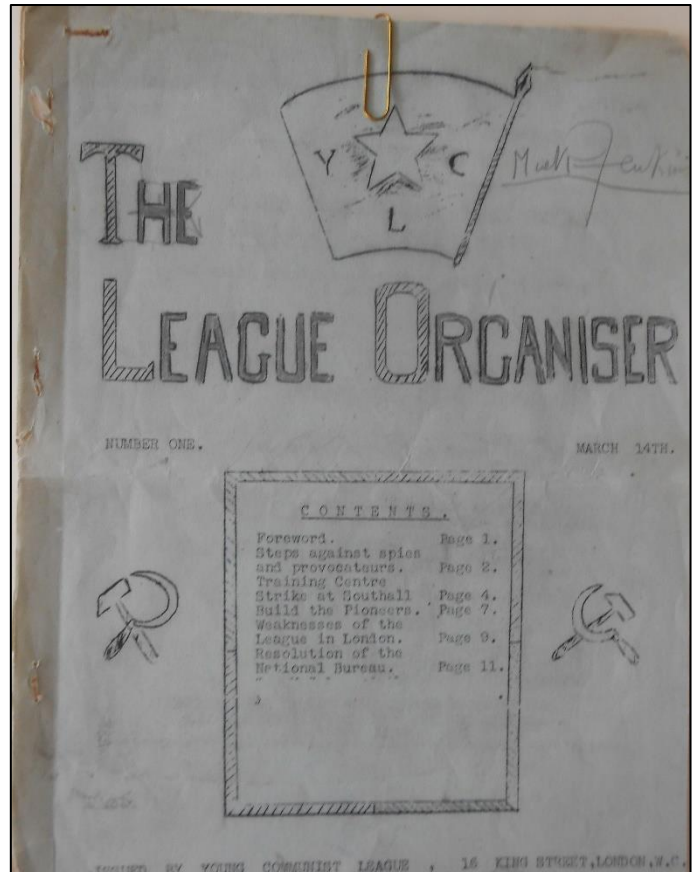 THE
Y C
L
LEAGUE ORGANISER
NUMBER ONE. MARCH 14TH.
CONTENTS.
Foreword. Page 1.
Steps against spies
and provocateurs. Page 2.
Training Centre
Strike at Southall Page 4.
Build the Pioneers. Page 7.
Weaknesses of the
League in London. Page 9.
Resolution of the
National Bureau. Page 11.
ISSUED BY YOUNG COMMUNIST LEAGUE , 16 KING STREET,LONDON,W.C.